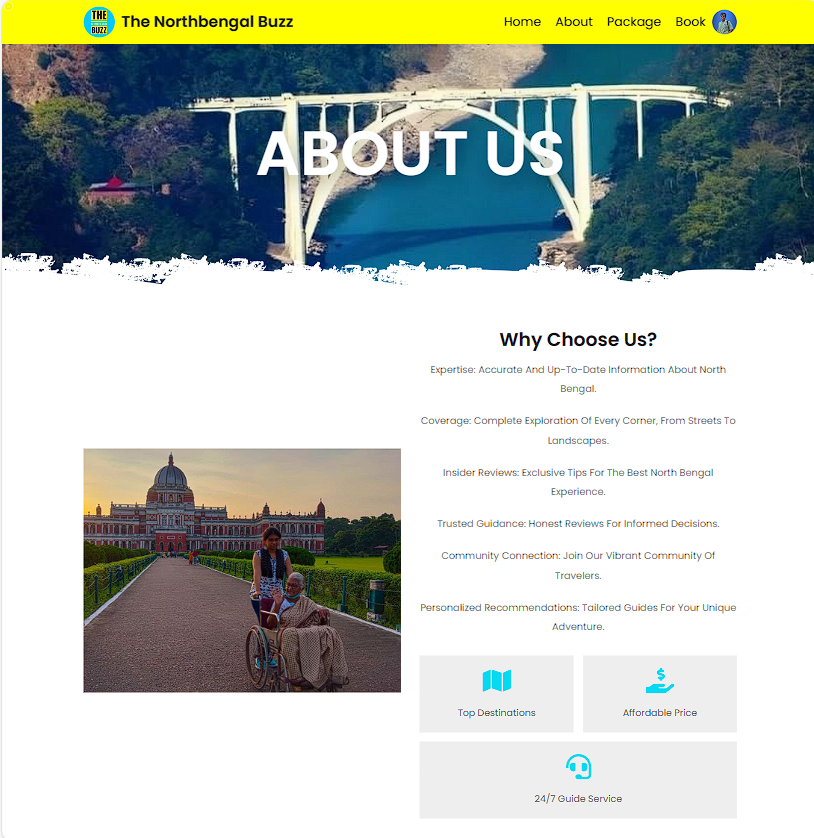 THE
BUZZ
The Northbengal Buzz
Home About Package Book
ABOUT US
Why Choose Us?
Expertise: Accurate And Up-To-Date Information About North
Bengal.
Coverage: Complete Exploration Of Every Corner, From Streets To
Landscapes.
Insider Reviews: Exclusive Tips For The Best North Bengal
Experience.
Trusted Guidance: Honest Reviews For Informed Decisions.
Community Connection: Join Our Vibrant Community Of
Travelers.
Personalized Recommendations: Tailored Guides For Your Unique
Adventure.
Top Destinations
Affordable Price
24/7 Guide Service